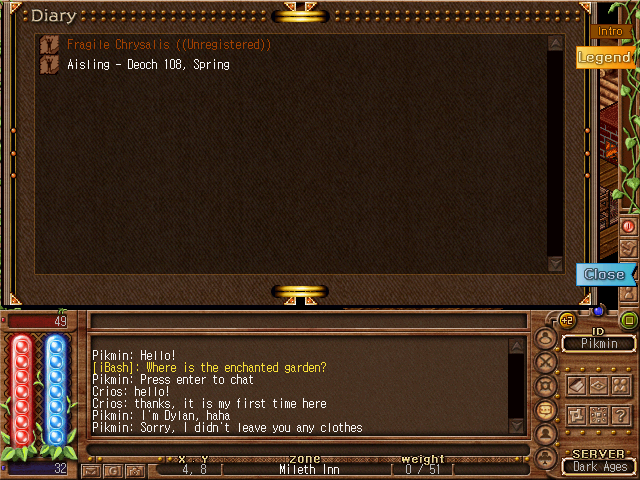 Diary
Intro
Fragile Chrysalis ((Unregistered))
Legend
Aisling - Deoch 108, Spring
Close
49
+2
ID
Pikmin
Pikmin: Hello!
[iBash]: Where is the enchanted garden?
Pikmin: Press enter to chat
Crios: hello!
Crios: thanks, it is my first time here
Pikmin: I'm Dylan, haha
Pikmin: Sorry, I didn't leave you any clothes
?
x y zone weight
SERVER
32
G
4, 8 Mileth Inn 0 / 51
Dark Ages